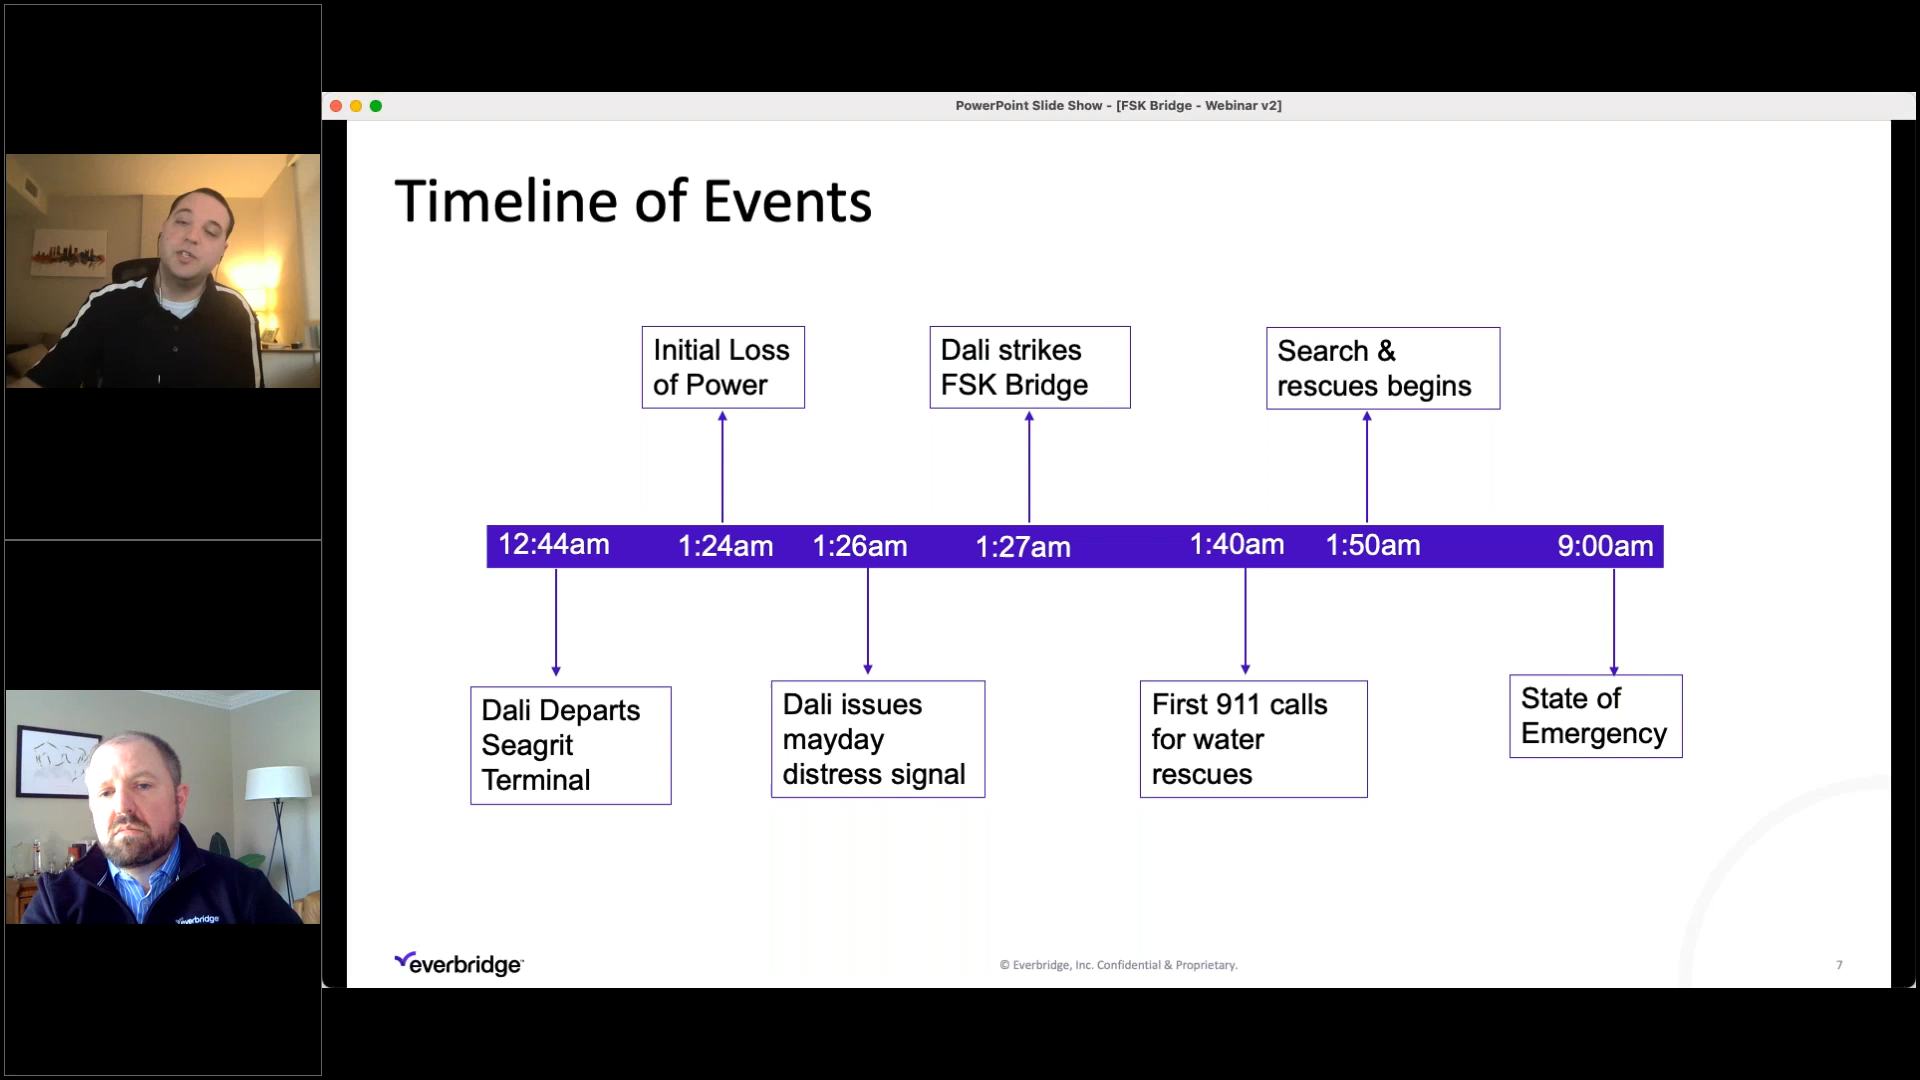 PowerPoint Slide Show - [FSK Bridge - Webinar v2]
Timeline of Events
Initial Loss
of Power
Dali strikes
FSK Bridge
Search &
rescues begins
12:44am 1:24am 1:26am 1:27am 1:40am 1:50am 9:00am
Dali Departs
Seagrit
Terminal
Dali issues
mayday
distress signal
First 911 calls
for water
rescues
State of
Emergency
everbridge
everbridge™
© Everbridge, Inc. Confidential & Proprietary.
7